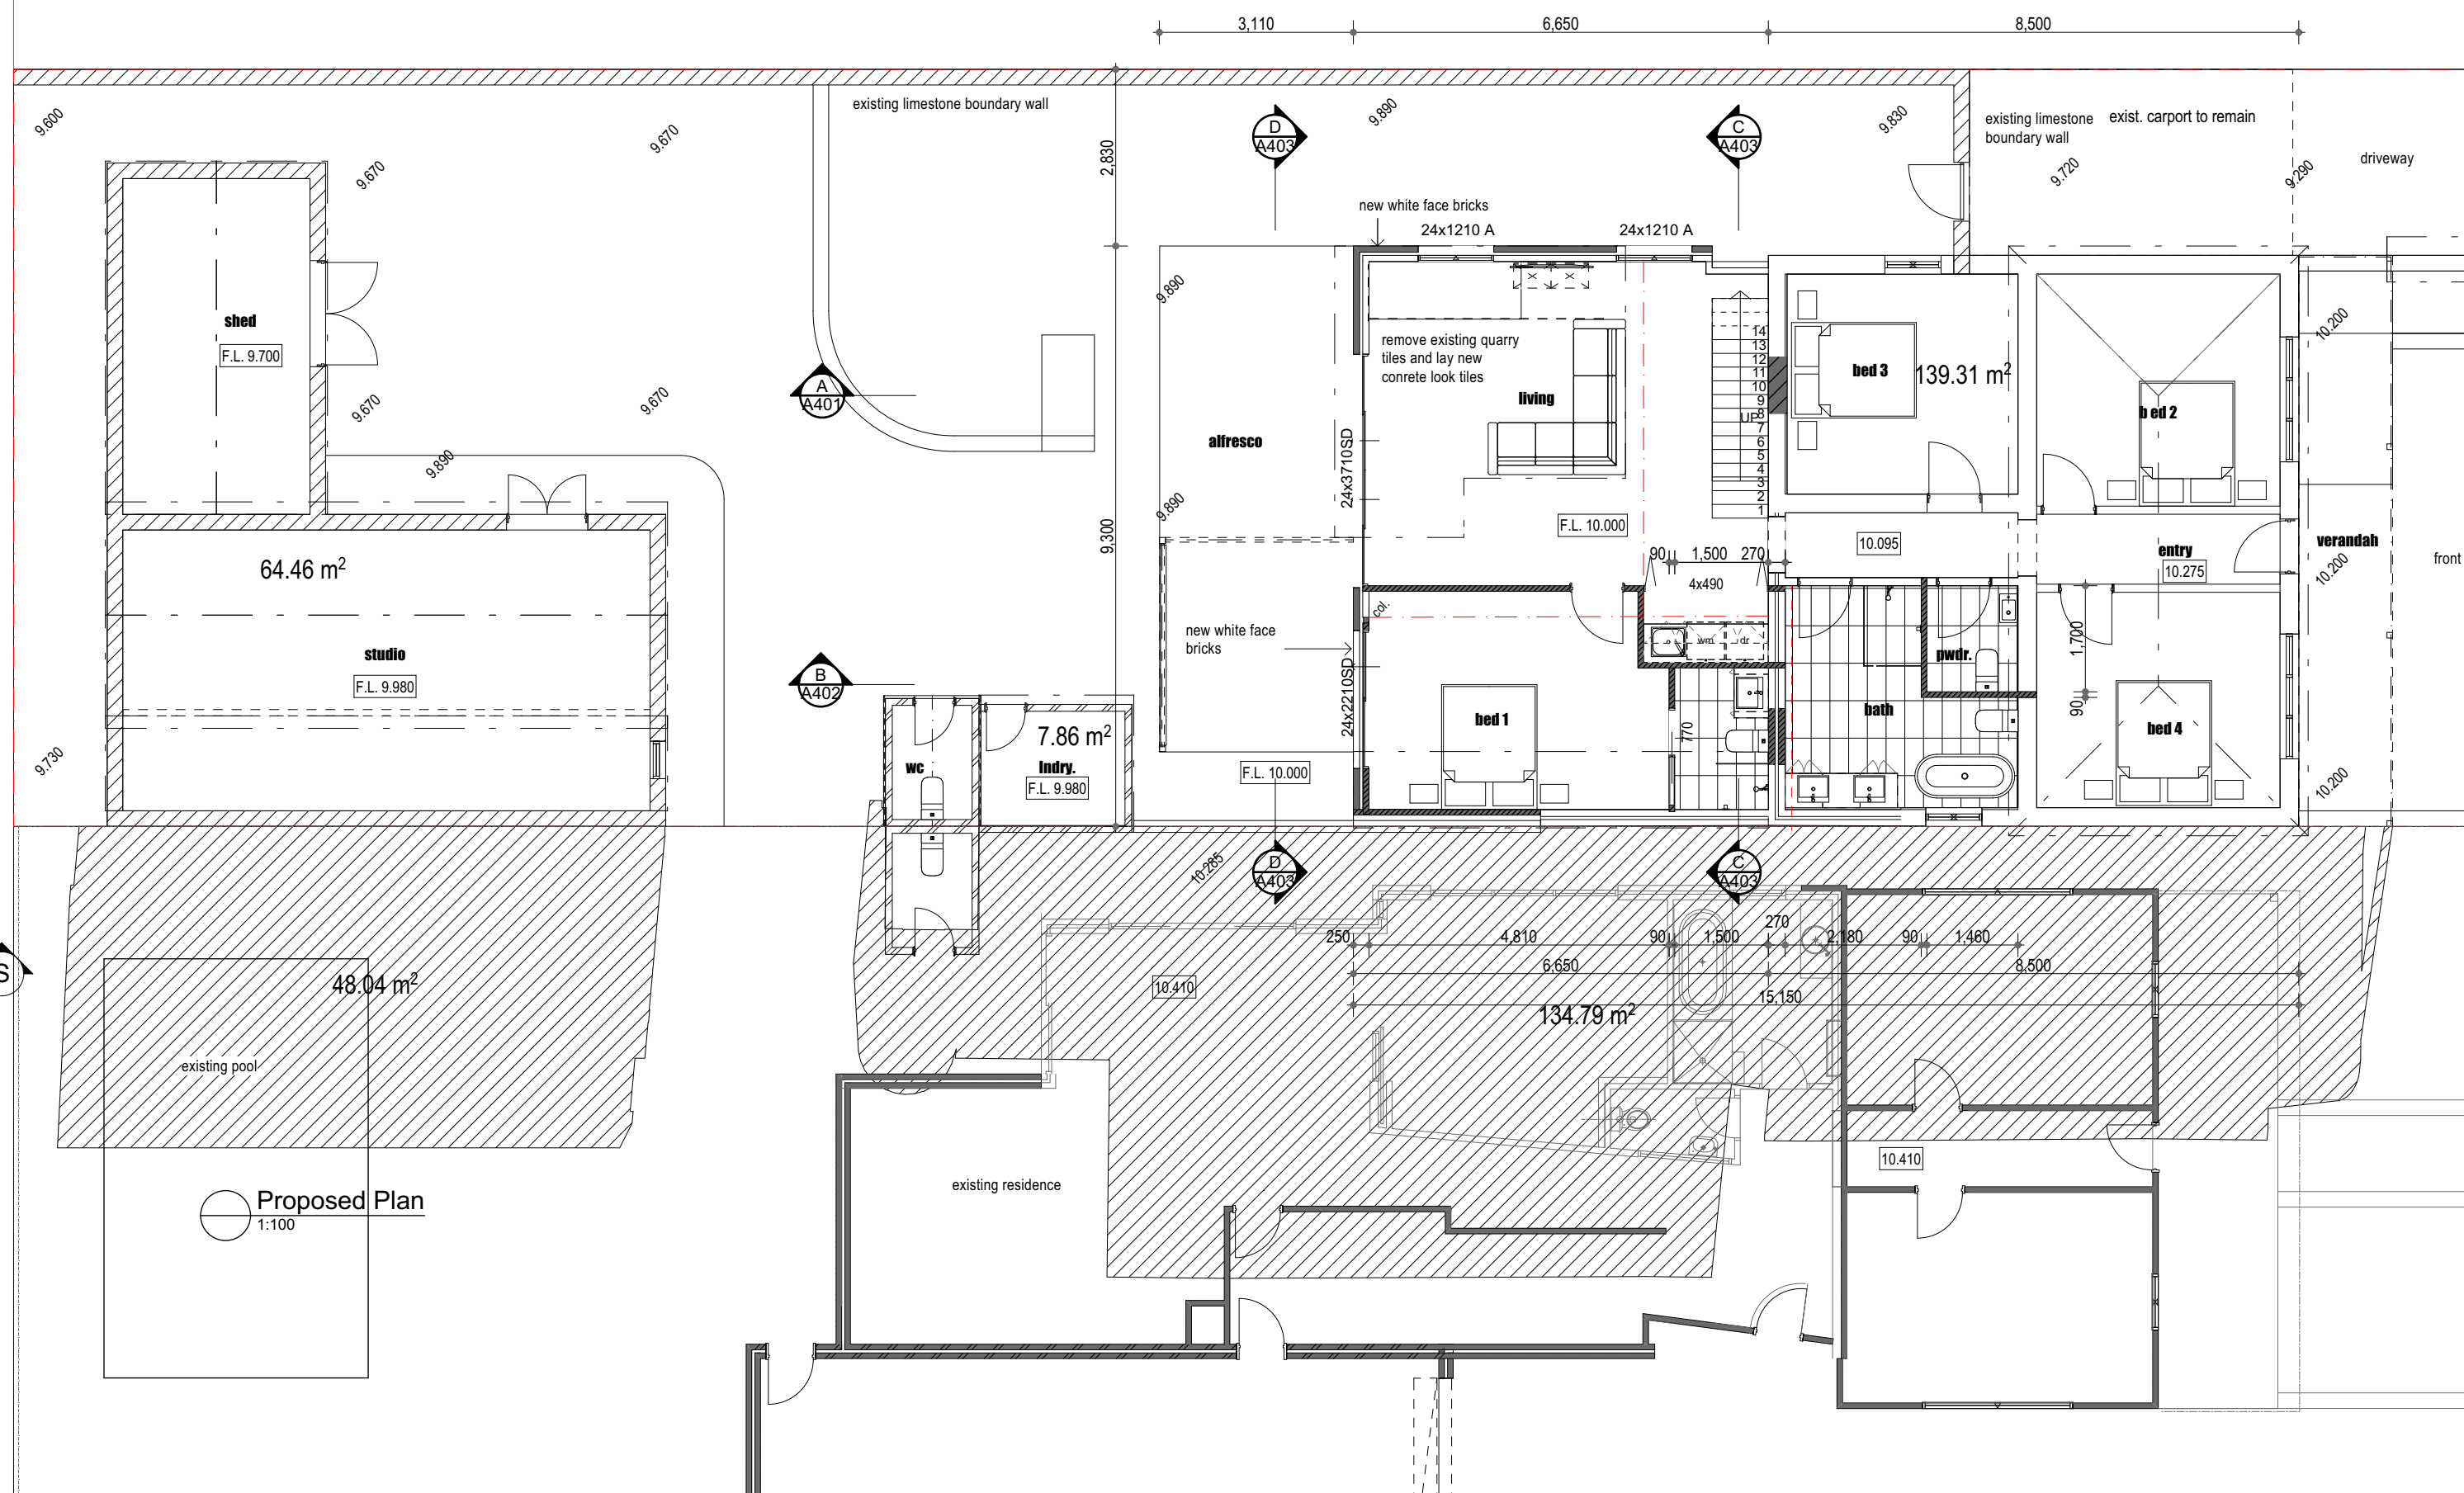 3,110
6,650
8,500
existing limestone boundary wall
9.600
9.670
9.670
9.890
9.830
2,830
D
A403
C
A403
existing limestone
boundary wall
exist. carport to remain
driveway
9.720
9.290
new white face bricks
24x1210 A
24x1210 A
shed
F.L. 9.700
9.670
9.670
9.890
A
A401
9.890
9.890
alfresco
9,300
remove existing quarry
tiles and lay new
conrete look tiles
living
24x3710SD
F.L. 10.000
14
13
12
11
10
9
8
UP
7
6
5
4
3
2
1
bed 3
139.31 m²
b ed 2
10.200
10.095
entry
10.275
verandah
10.200
front
90
1,500
270
4x490
64.46 m²
studio
F.L. 9.980
9.730
B
A402
new white face
bricks
col.
24x2210SD
wm
dr
pwdr.
1,700
90
bed 1
770
bath
bed 4
10.200
7.86 m²
wc
lndry.
F.L. 9.980
F.L. 10.000
10.285
D
A403
C
A403
250
4,810
90
1,500
270
2,180
90
1,460
6,650
8,500
15,150
S
48.04 m²
10.410
134.79 m²
existing pool
10.410
existing residence
Proposed Plan
1:100